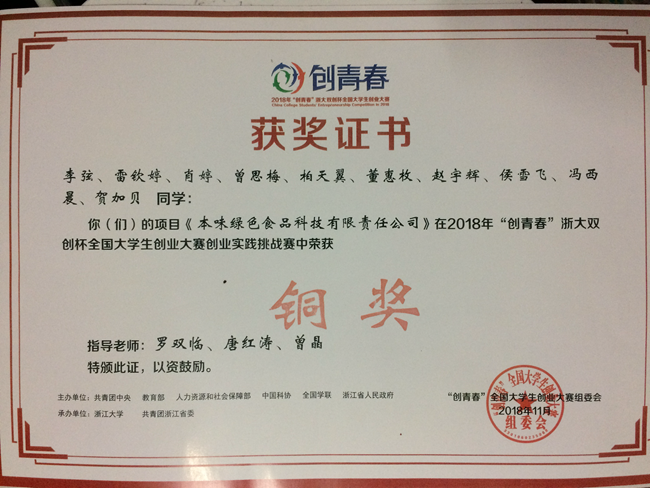 创青春
2018年“创青春”浙大双创杯全国大学生创业大赛
China College Students' Entrepreneurship Competition in 2018
获奖证书
李弦、雷钦婷、肖婷、曾思梅、柏天翼、董惠枚、赵宇辉、侯雪飞、冯西
晨、贺加贝 同学：
你（们）的项目《本味绿色食品科技有限责任公司》在2018年“创青春”浙大双
创杯全国大学生创业大赛创业实践挑战赛中荣获
铜奖
指导老师：罗双临、唐红涛、曾晶
特颁此证，以资鼓励。
主办单位：共青团中央 教育部 人力资源和社会保障部 中国科协 全国学联 浙江省人民政府
承办单位：浙江大学 共青团浙江省委
“创青春”全国大学生创业大赛组委会
2018年11月
组委会